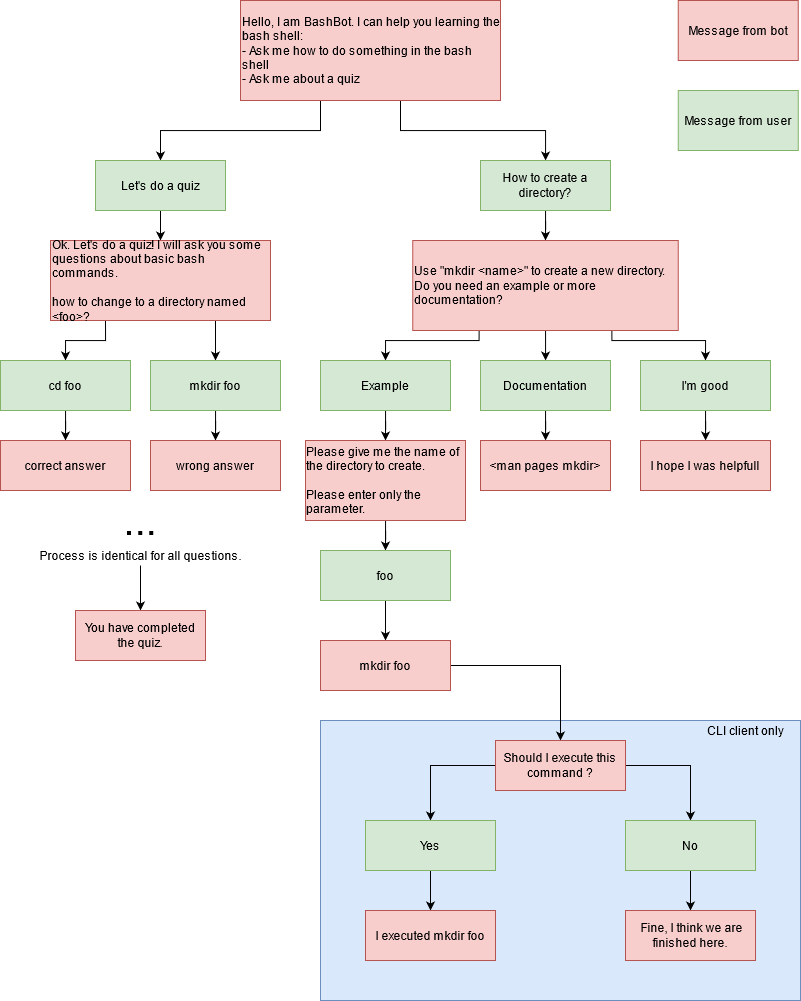 Hello, I am BashBot. I can help you learning the
bash shell:
- Ask me how to do something in the bash
shell
- Ask me about a quiz
Message from bot
Message from user
Let's do a quiz
How to create a
directory?
Ok. Let's do a quiz! I will ask you some
questions about basic bash
commands.
how to change to a directory named
<foo>?
Use "mkdir <name>" to create a new directory.
Do you need an example or more
documentation?
cd foo
mkdir foo
Example
Documentation
I'm good
correct answer
wrong answer
Please give me the name of
the directory to create.
Please enter only the
parameter.
<man pages mkdir>
I hope I was helpfull
...
Process is identical for all questions.
foo
You have completed
the quiz.
mkdir foo
CLI client only
Should I execute this
command ?
Yes
No
I executed mkdir foo
Fine, I think we are
finished here.